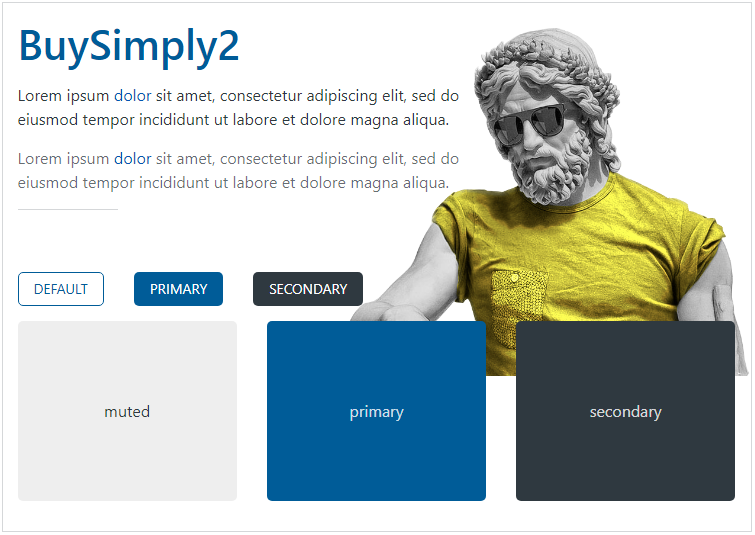 BuySimply2
Lorem ipsum dolor sit amet, consectetur adipiscing elit, sed do
eiusmod tempor incididunt ut labore et dolore magna aliqua.
Lorem ipsum dolor sit amet, consectetur adipiscing elit, sed do
eiusmod tempor incididunt ut labore et dolore magna aliqua.
DEFAULT
PRIMARY
SECONDARY
muted
primary
secondary